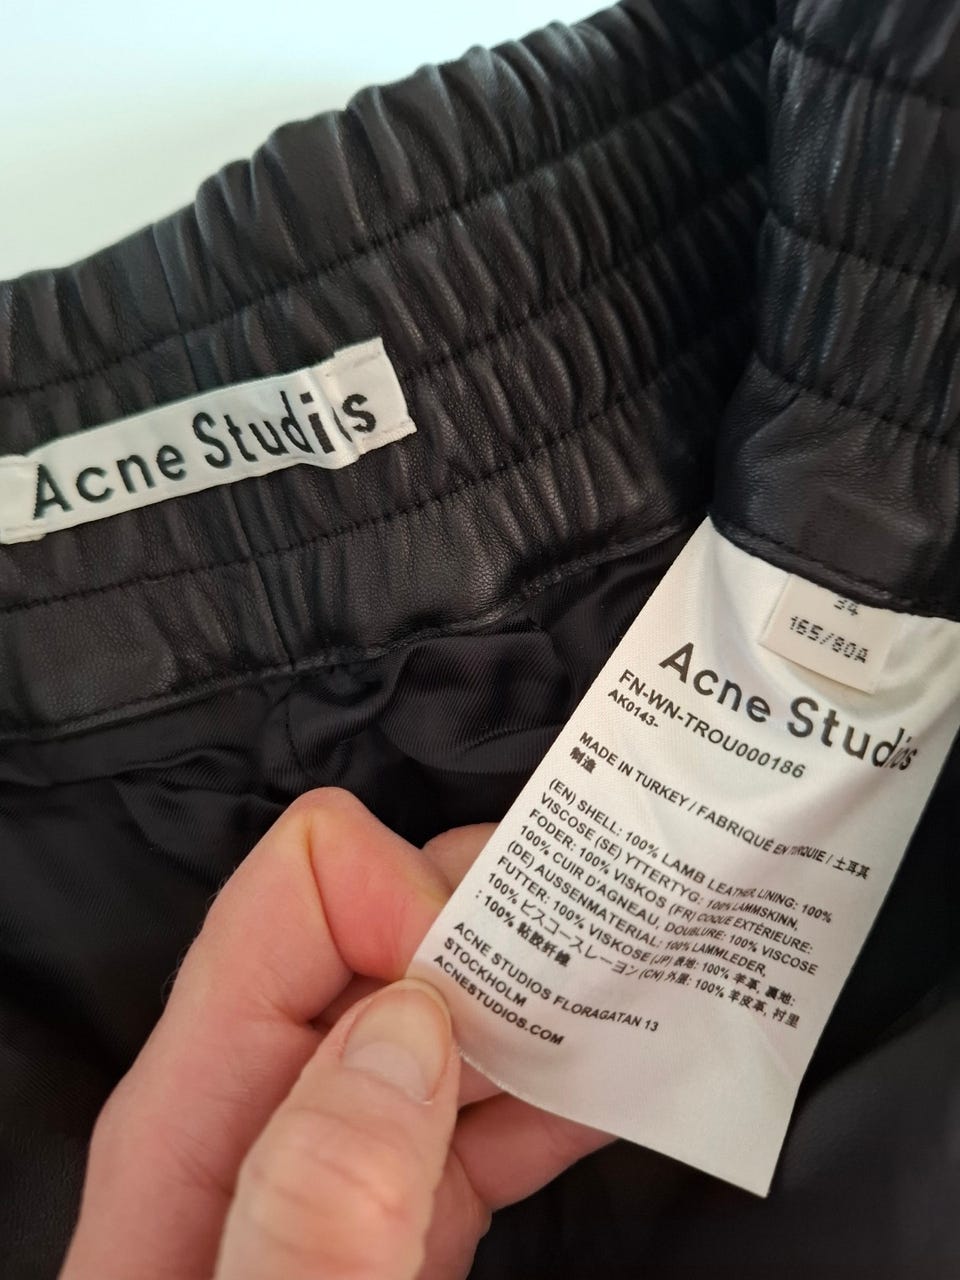 Acne Studios
34
165/80A
Acne Studios
FN-WN-TROU000186
AK0143-
MADE IN TURKEY / FABRIQUÉ EN TURQUIE / 土耳其
制造
(EN) SHELL: 100% LAMB LEATHER, LINING: 100%
VISCOSE (SE) YTTERTYG: 100% LAMMSKINN,
FODER: 100% VISKOS (FR) COQUE EXTÉRIEURE:
100% CUIR D'AGNEAU, DOUBLURE: 100% VISCOSE
(DE) AUSSENMATERIAL: 100% LAMMLEDER,
FUTTER: 100% VISKOSE (JP) 表地: 100% 羊革, 裏地:
100% ビスコースレーヨン (CN) 外层: 100% 羊皮革, 衬里
: 100% 粘胶纤维
ACNE STUDIOS FLORAGATAN 13
STOCKHOLM
ACNESTUDIOS.COM